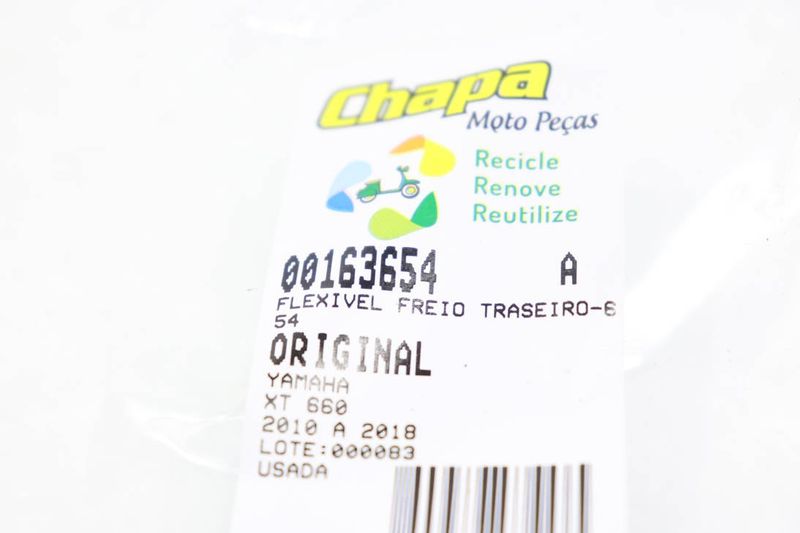 Chapa
Moto Peças
Recicle
Renove
Reutilize
00163654 A
FLEXIVEL FREIO TRASEIRO-6
54
ORIGINAL
YAMAHA
XT 660
2010 A 2018
LOTE:000083
USADA